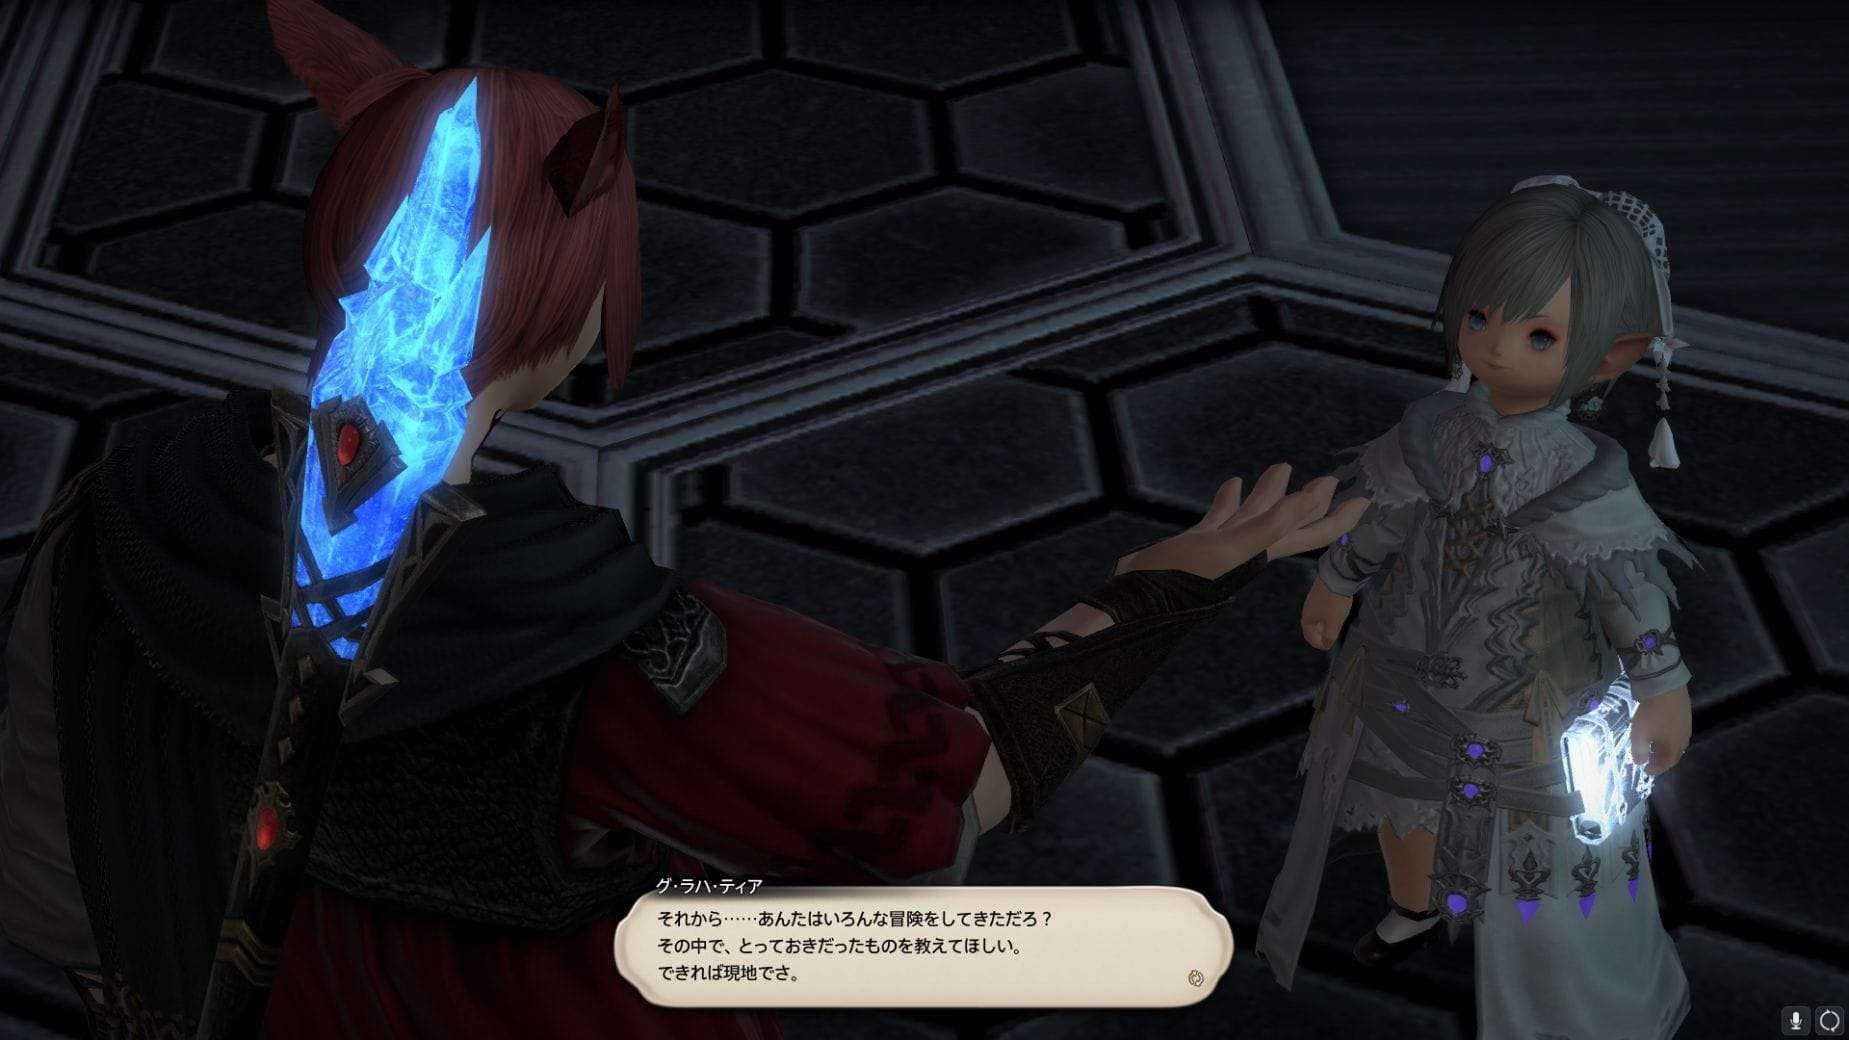 グ・ラハ・ティア
それから……あんたはいろんな冒険をしてきただろ？
その中で、とっておきだったものを教えてほしい。
できれば現地でさ。